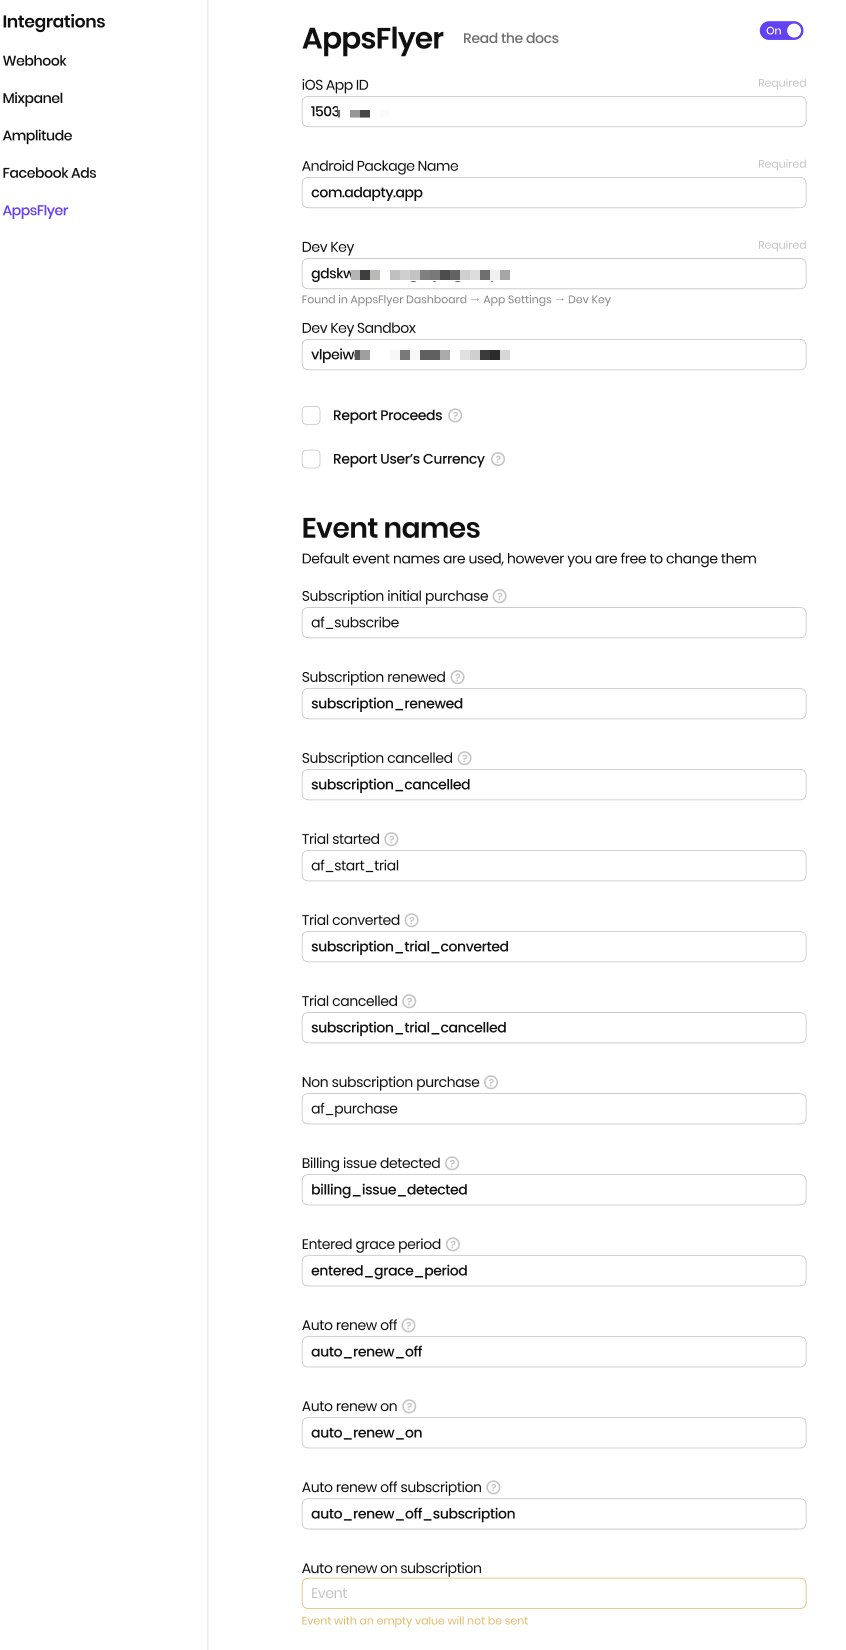 Integrations
Webhook
Mixpanel
Amplitude
Facebook Ads
AppsFlyer
AppsFlyer Read the docs On
iOS App ID Required
1503
Android Package Name Required
com.adapty.app
Dev Key Required
gdskw
Found in AppsFlyer Dashboard → App Settings → Dev Key
Dev Key Sandbox
vlpeiw
Report Proceeds ?
Report User's Currency ?
Event names
Default event names are used, however you are free to change them
Subscription initial purchase ?
af_subscribe
Subscription renewed ?
subscription_renewed
Subscription cancelled ?
subscription_cancelled
Trial started ?
af_start_trial
Trial converted ?
subscription_trial_converted
Trial cancelled ?
subscription_trial_cancelled
Non subscription purchase ?
af_purchase
Billing issue detected ?
billing_issue_detected
Entered grace period ?
entered_grace_period
Auto renew off ?
auto_renew_off
Auto renew on ?
auto_renew_on
Auto renew off subscription ?
auto_renew_off_subscription
Auto renew on subscription
Event
Event with an empty value will not be sent